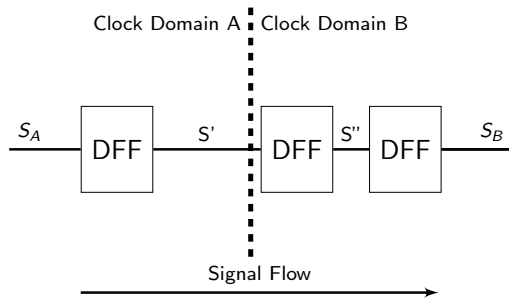 Clock Domain A Clock Domain B
S_A S' S'' S_B
DFF DFF DFF
Signal Flow